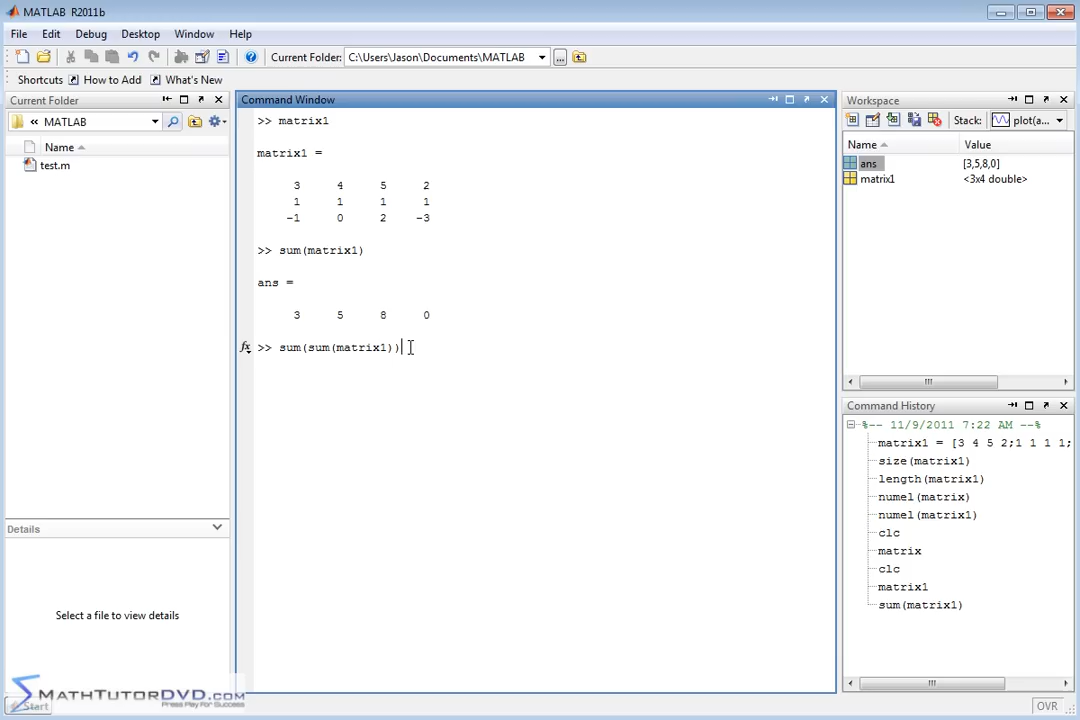 MATLAB R2011b
File Edit Debug Desktop Window Help
Current Folder: C:\Users\Jason\Documents\MATLAB ...
Shortcuts How to Add What's New
Current Folder
« MATLAB
Name
test.m
Details
Select a file to view details
Start
MATHTUTORDVD.COM
Press Play For Success
Command Window
>> matrix1
matrix1 =
3 4 5 2
1 1 1 1
-1 0 2 -3
>> sum(matrix1)
ans =
3 5 8 0
fx >> sum(sum(matrix1))
Workspace
Stack: plot(a...
Name Value
ans [3,5,8,0]
matrix1 <3x4 double>
Command History
%-- 11/9/2011 7:22 AM --%
matrix1 = [3 4 5 2;1 1 1 1;
size(matrix1)
length(matrix1)
numel(matrix)
numel(matrix1)
clc
matrix
clc
matrix1
sum(matrix1)
OVR